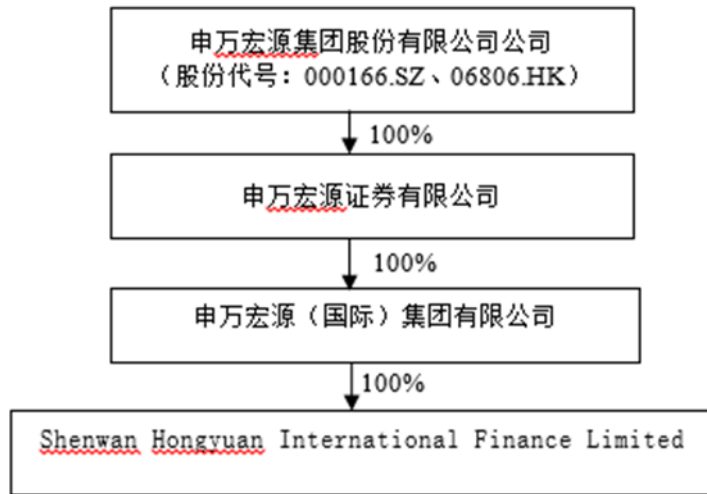 申万宏源集团股份有限公司公司
（股份代号：000166.SZ、06806.HK）
100%
申万宏源证券有限公司
100%
申万宏源（国际）集团有限公司
100%
Shenwan Hongyuan International Finance Limited